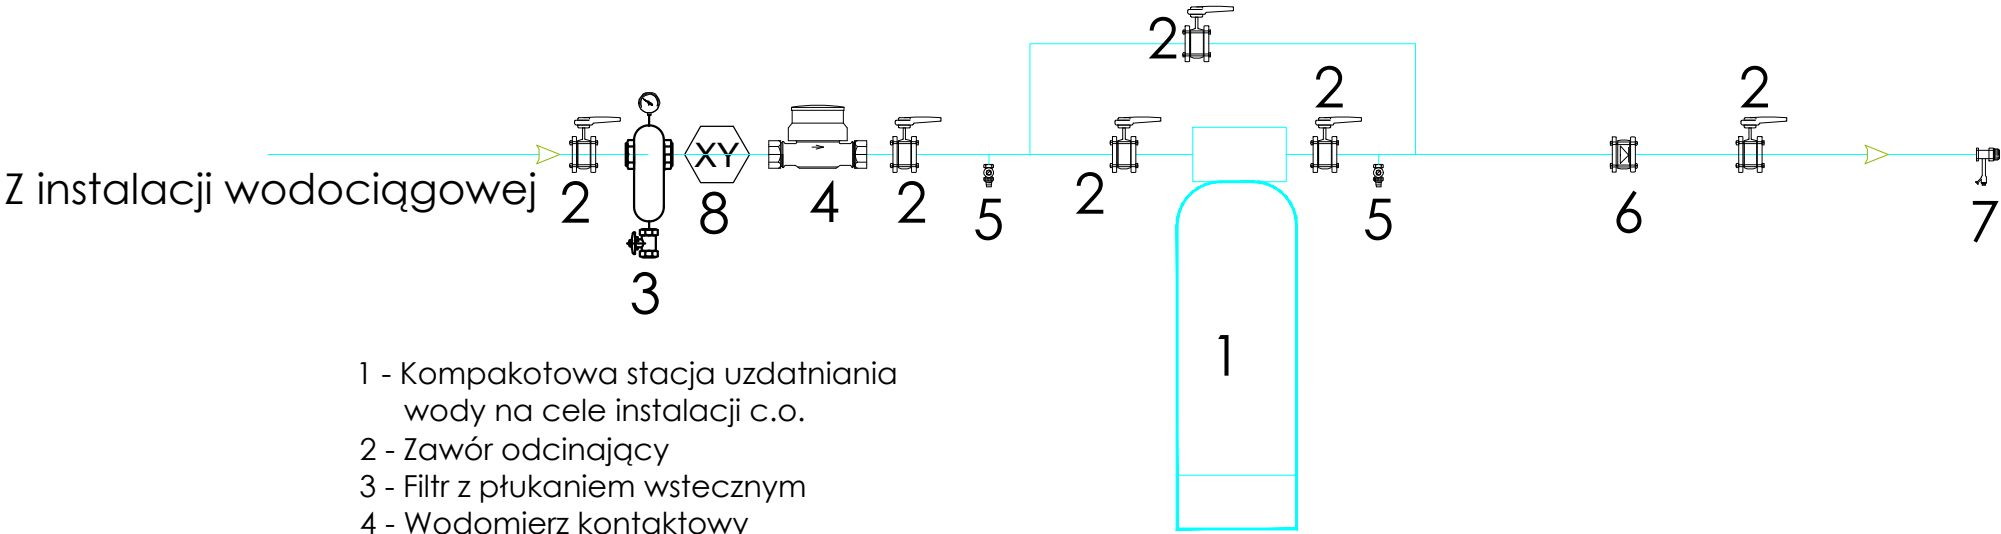 2
2
2
XY
Z instalacji wodociągowej
2
8
4
2
5
2
5
6
7
3
1
1 - Kompakotowa stacja uzdatniania
wody na cele instalacji c.o.
2 - Zawór odcinający
3 - Filtr z płukaniem wstecznym
4 - Wodomierz kontaktowy